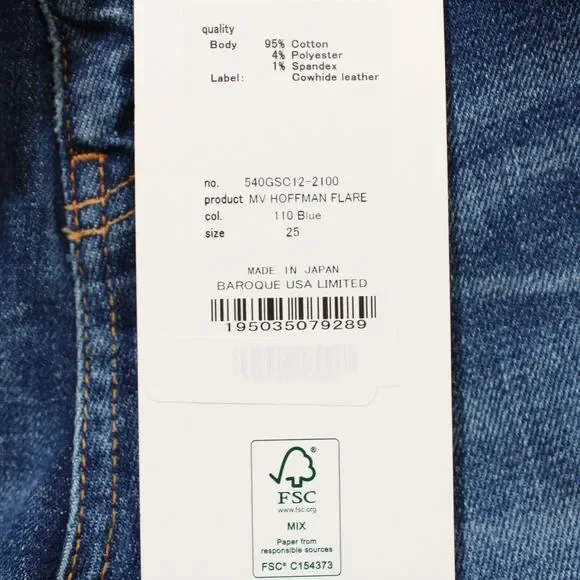 quality
Body 95% Cotton
4% Polyester
1% Spandex
Label: Cowhide leather
no. 540GSC12-2100
product MV HOFFMAN FLARE
col. 110 Blue
size 25
MADE IN JAPAN
BAROQUE USA LIMITED
195035079289
FSC
www.fsc.org
MIX
Paper from
responsible sources
FSC® C154373